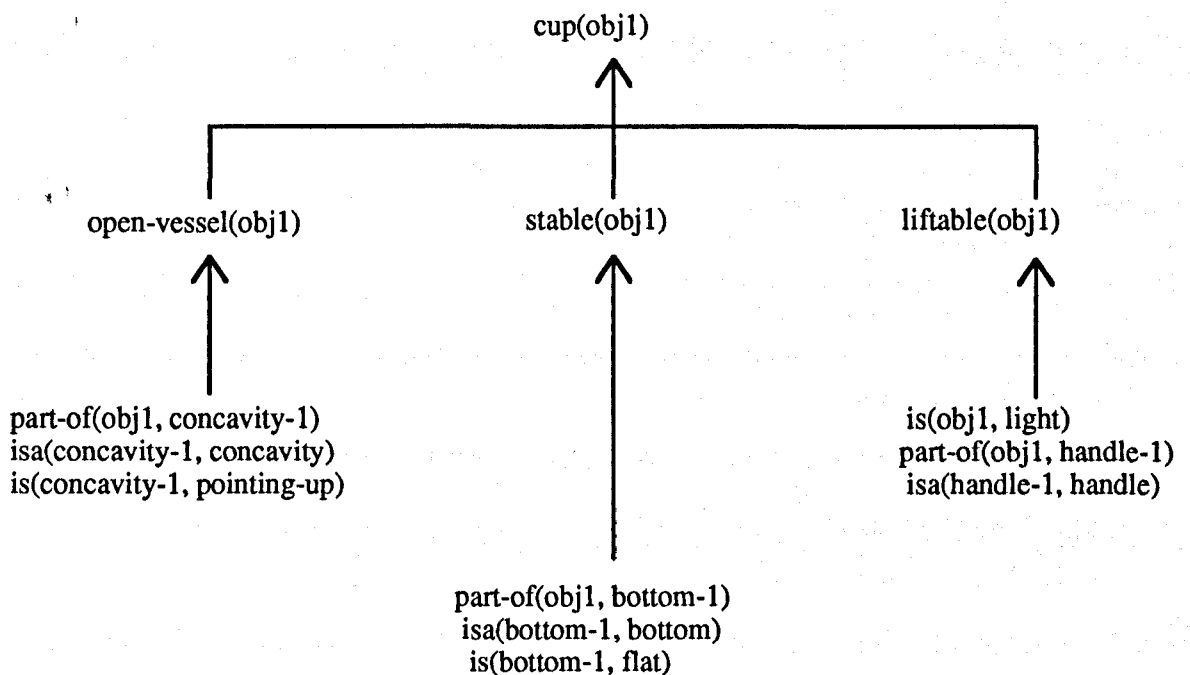 cup(obj1)
open-vessel(obj1)
stable(obj1)
liftable(obj1)
part-of(obj1, concavity-1)
isa(concavity-1, concavity)
is(concavity-1, pointing-up)
is(obj1, light)
part-of(obj1, handle-1)
isa(handle-1, handle)
part-of(obj1, bottom-1)
isa(bottom-1, bottom)
is(bottom-1, flat)